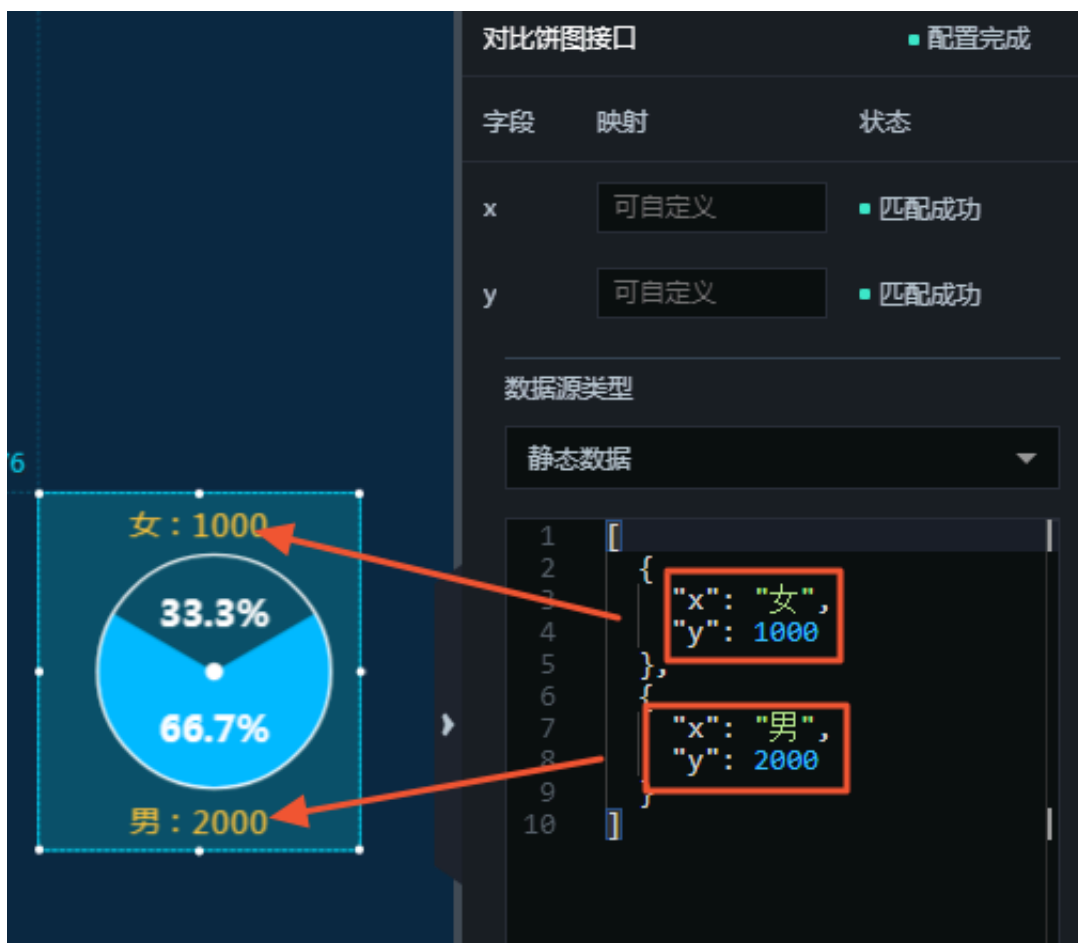 对比饼图接口 配置完成
字段 映射 状态
x 可自定义 匹配成功
y 可自定义 匹配成功
数据源类型
静态数据
76
女：1000
33.3%
66.7%
男：2000
1 [
2 {
3 "x": "女",
4 "y": 1000
5 },
6 {
7 "x": "男",
8 "y": 2000
9 }
10 ]